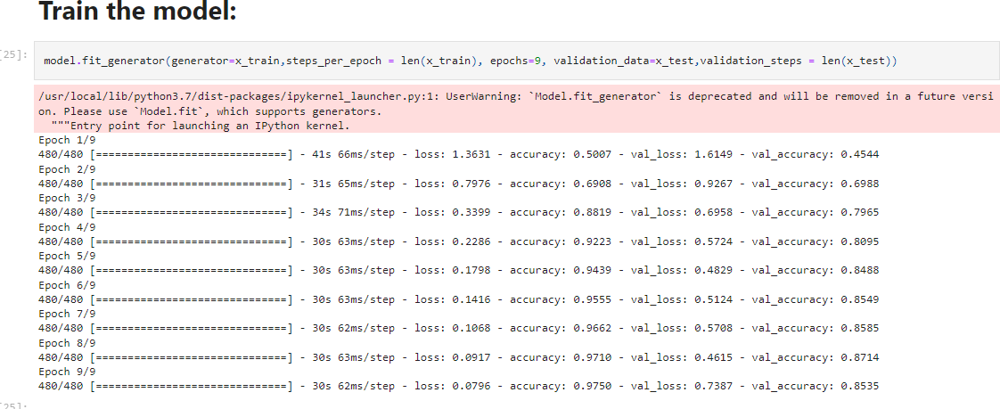 Train the model:
[25]:
model.fit_generator(generator=x_train,steps_per_epoch = len(x_train), epochs=9, validation_data=x_test,validation_steps = len(x_test))
/usr/local/lib/python3.7/dist-packages/ipykernel_launcher.py:1: UserWarning: `Model.fit_generator` is deprecated and will be removed in a future versi
on. Please use `Model.fit`, which supports generators.
"""Entry point for launching an IPython kernel.
Epoch 1/9
480/480 [==============================] - 41s 66ms/step - loss: 1.3631 - accuracy: 0.5007 - val_loss: 1.6149 - val_accuracy: 0.4544
Epoch 2/9
480/480 [==============================] - 31s 65ms/step - loss: 0.7976 - accuracy: 0.6908 - val_loss: 0.9267 - val_accuracy: 0.6988
Epoch 3/9
480/480 [==============================] - 34s 71ms/step - loss: 0.3399 - accuracy: 0.8819 - val_loss: 0.6958 - val_accuracy: 0.7965
Epoch 4/9
480/480 [==============================] - 30s 63ms/step - loss: 0.2286 - accuracy: 0.9223 - val_loss: 0.5724 - val_accuracy: 0.8095
Epoch 5/9
480/480 [==============================] - 30s 63ms/step - loss: 0.1798 - accuracy: 0.9439 - val_loss: 0.4829 - val_accuracy: 0.8488
Epoch 6/9
480/480 [==============================] - 30s 63ms/step - loss: 0.1416 - accuracy: 0.9555 - val_loss: 0.5124 - val_accuracy: 0.8549
Epoch 7/9
480/480 [==============================] - 30s 62ms/step - loss: 0.1068 - accuracy: 0.9662 - val_loss: 0.5708 - val_accuracy: 0.8585
Epoch 8/9
480/480 [==============================] - 30s 63ms/step - loss: 0.0917 - accuracy: 0.9710 - val_loss: 0.4615 - val_accuracy: 0.8714
Epoch 9/9
480/480 [==============================] - 30s 62ms/step - loss: 0.0796 - accuracy: 0.9750 - val_loss: 0.7387 - val_accuracy: 0.8535
[25]: